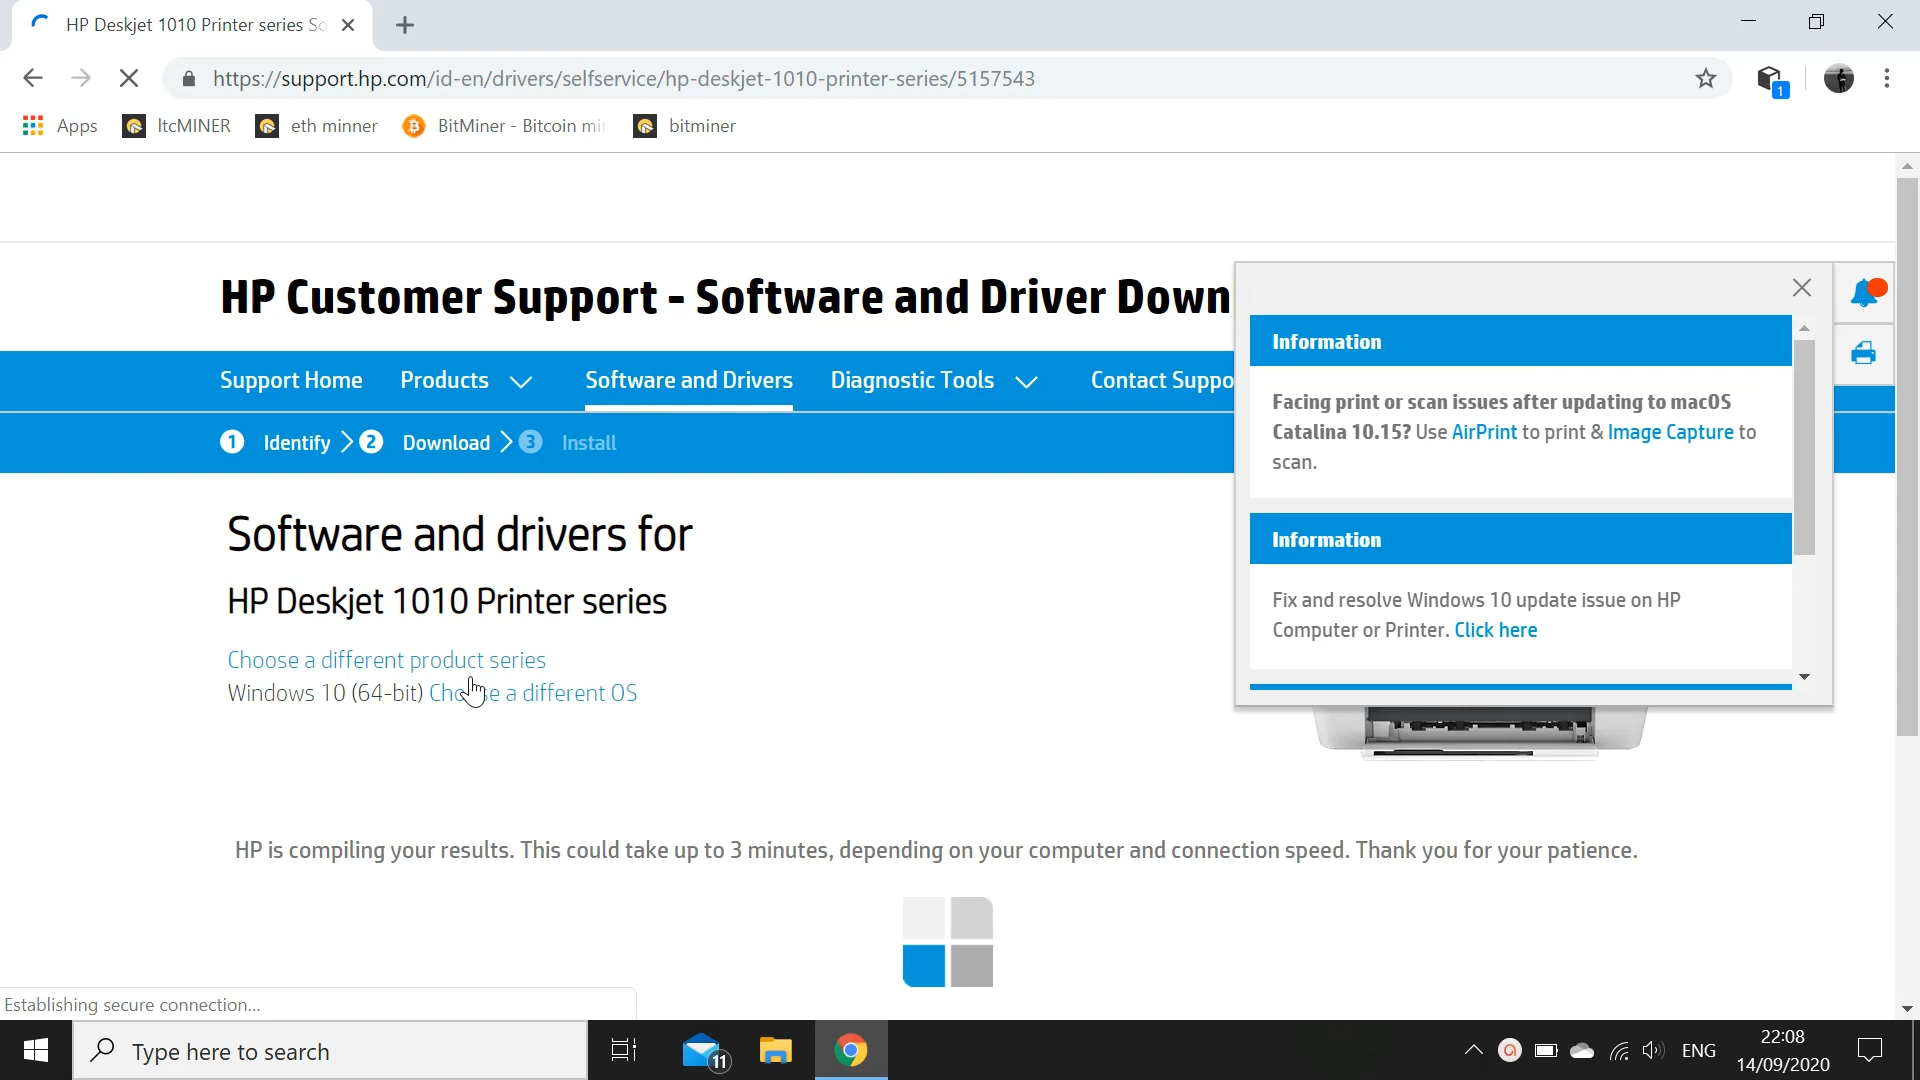 HP Deskjet 1010 Printer series So
https://support.hp.com/id-en/drivers/selfservice/hp-deskjet-1010-printer-series/5157543
1
Apps
ltcMINER
eth minner
BitMiner - Bitcoin min
bitminer
HP Customer Support - Software and Driver Down
Support Home
Products
Software and Drivers
Diagnostic Tools
Contact Suppo
1 Identify
2 Download
3 Install
Software and drivers for
HP Deskjet 1010 Printer series
Choose a different product series
Windows 10 (64-bit) Choose a different OS
Information
Facing print or scan issues after updating to macOS
Catalina 10.15? Use AirPrint to print & Image Capture to
scan.
Information
Fix and resolve Windows 10 update issue on HP
Computer or Printer. Click here
HP is compiling your results. This could take up to 3 minutes, depending on your computer and connection speed. Thank you for your patience.
Establishing secure connection...
Type here to search
11
ENG
22:08
14/09/2020